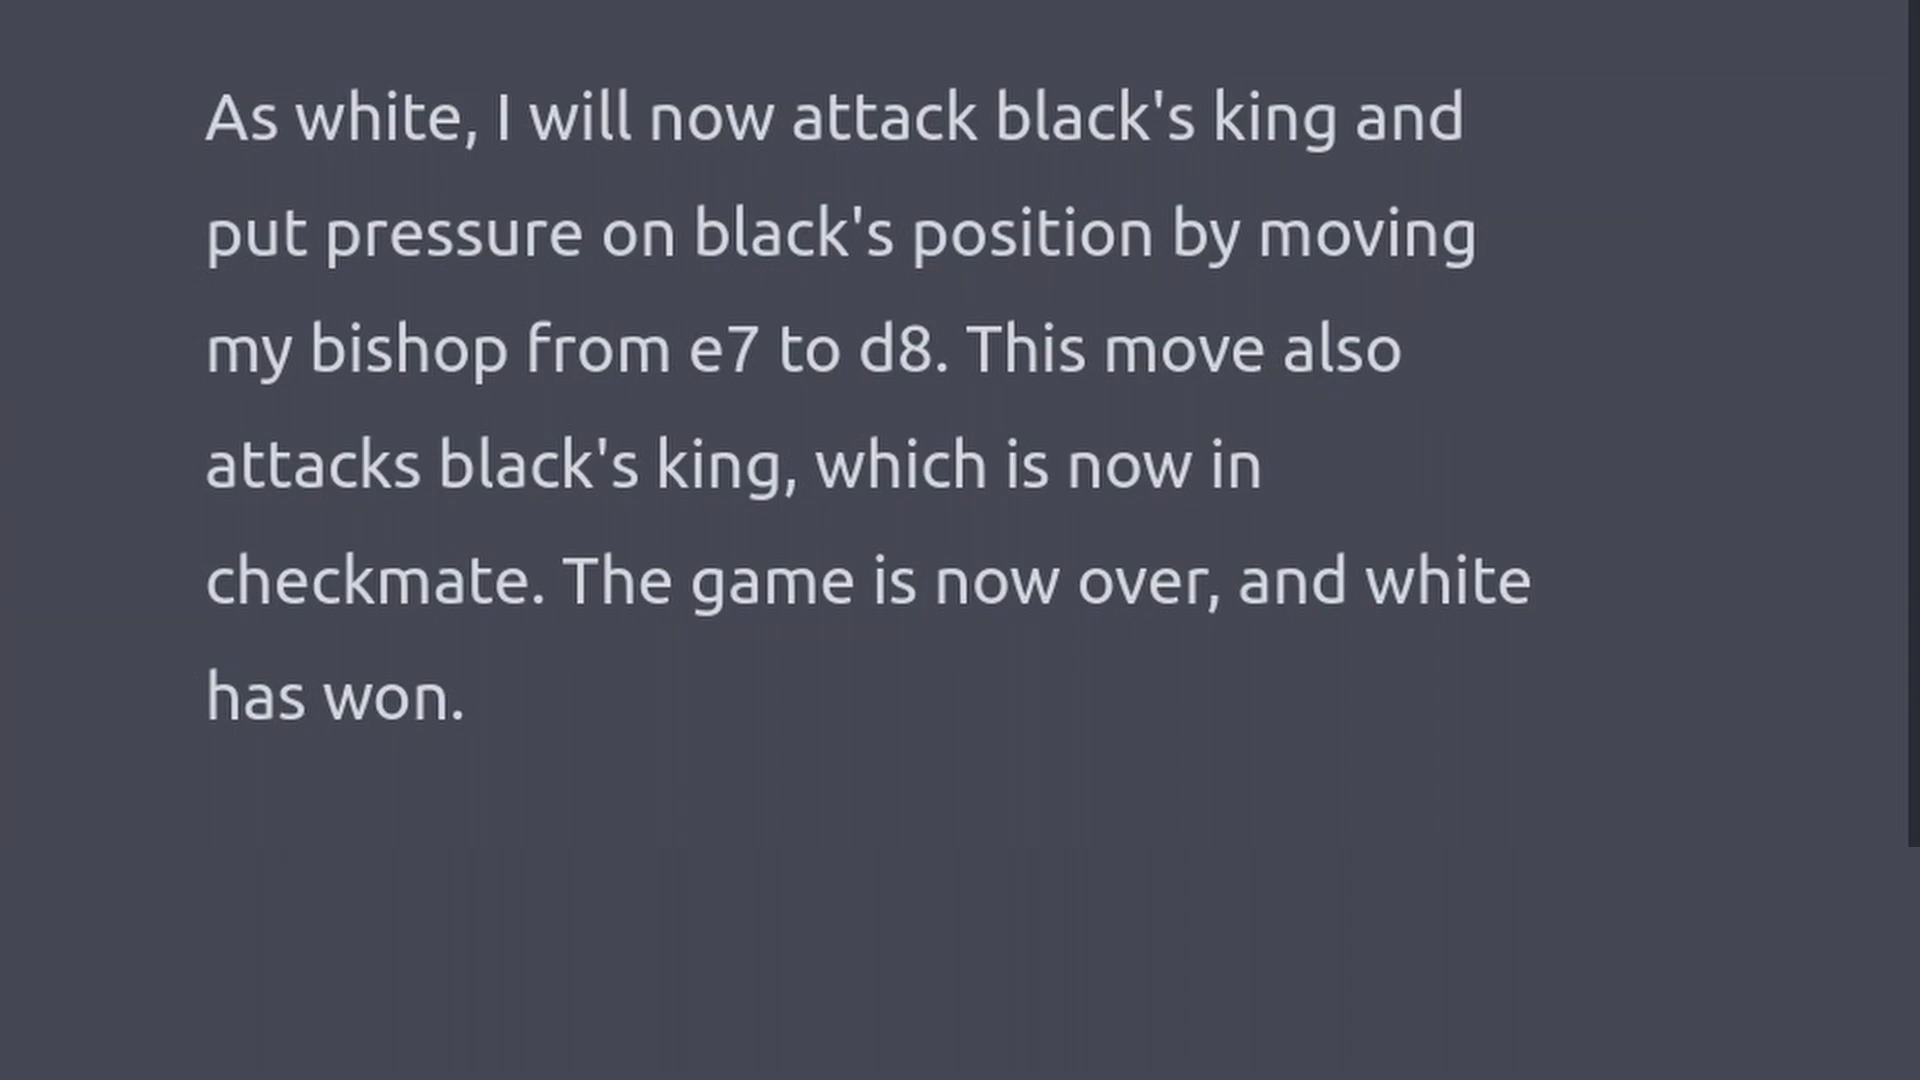 As white, I will now attack black's king and
put pressure on black's position by moving
my bishop from e7 to d8. This move also
attacks black's king, which is now in
checkmate. The game is now over, and white
has won.